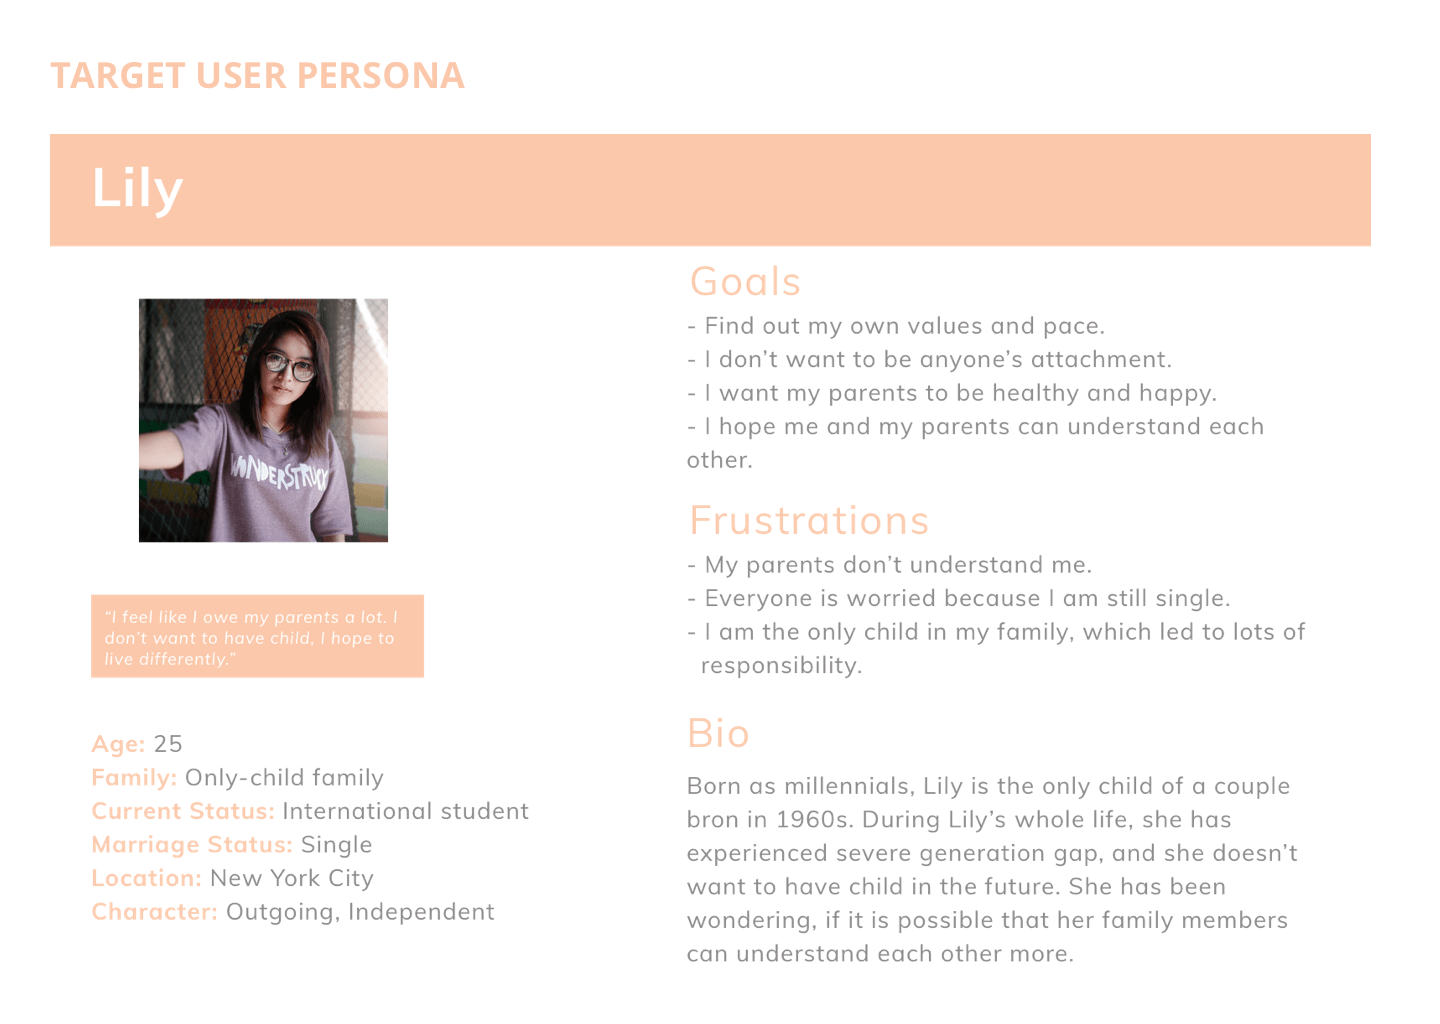 TARGET USER PERSONA
Lily
WONDERSTRUCK
“I feel like I owe my parents a lot. I
don’t want to have child, I hope to
live differently.”
Age: 25
Family: Only-child family
Current Status: International student
Marriage Status: Single
Location: New York City
Character: Outgoing, Independent
Goals
- Find out my own values and pace.
- I don’t want to be anyone’s attachment.
- I want my parents to be healthy and happy.
- I hope me and my parents can understand each
other.
Frustrations
- My parents don’t understand me.
- Everyone is worried because I am still single.
- I am the only child in my family, which led to lots of
responsibility.
Bio
Born as millennials, Lily is the only child of a couple
bron in 1960s. During Lily’s whole life, she has
experienced severe generation gap, and she doesn’t
want to have child in the future. She has been
wondering, if it is possible that her family members
can understand each other more.